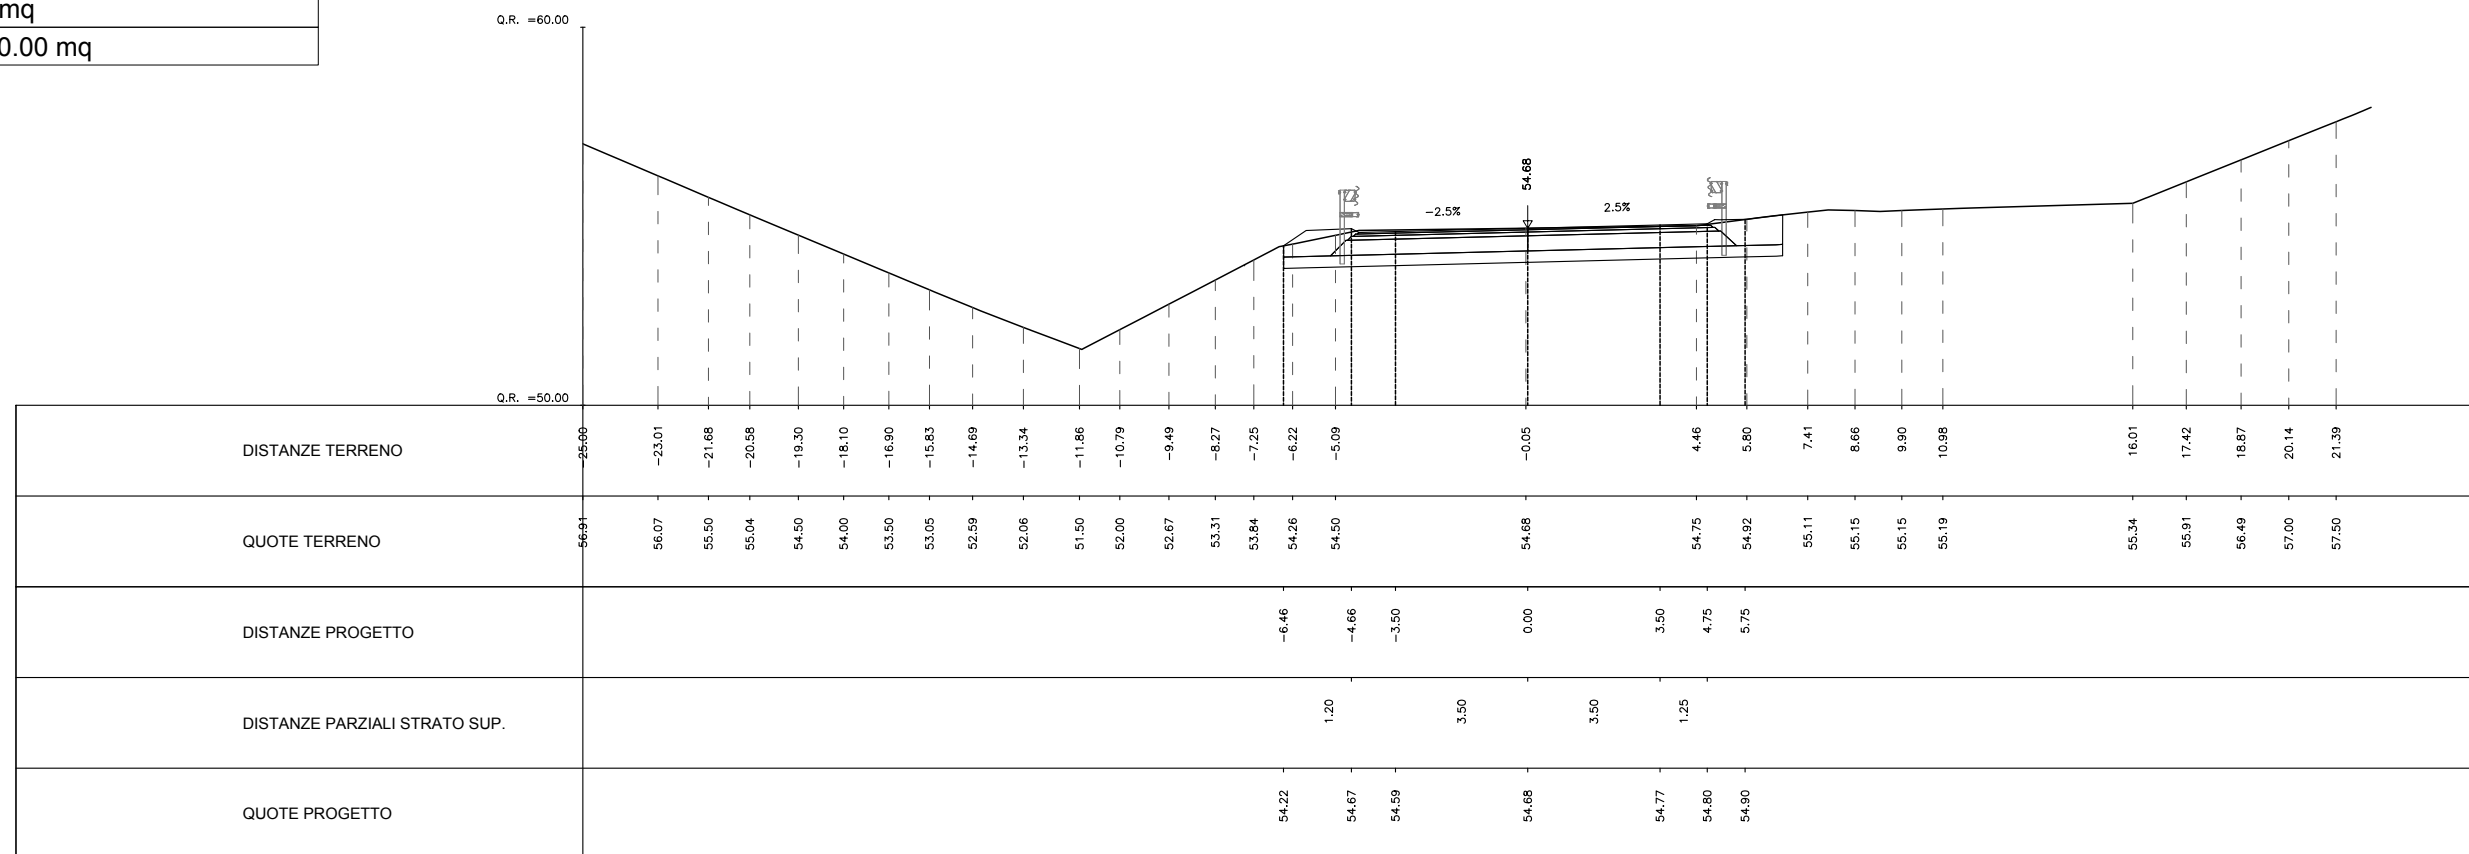 mq
0.00 mq
Q.R. =60.00
54.68
-2.5%
2.5%
Q.R. =50.00
DISTANZE TERRENO
-25.00 -23.01 -21.68 -20.58 -19.30 -18.10 -16.90 -15.83 -14.69 -13.34 -11.86 -10.79 -9.49 -8.27 -7.25 -6.22 -5.09 -0.05 4.46 5.80 7.41 8.66 9.90 10.98 16.01 17.42 18.87 20.14 21.39
QUOTE TERRENO
56.91 56.07 55.50 55.04 54.50 54.00 53.50 53.05 52.59 52.06 51.50 52.00 52.67 53.31 53.84 54.26 54.50 54.68 54.75 54.92 55.11 55.15 55.15 55.19 55.34 55.91 56.49 57.00 57.50
DISTANZE PROGETTO
-6.46 -4.66 -3.50 0.00 3.50 4.75 5.75
DISTANZE PARZIALI STRATO SUP.
1.20 3.50 3.50 1.25
QUOTE PROGETTO
54.22 54.67 54.59 54.68 54.77 54.80 54.90